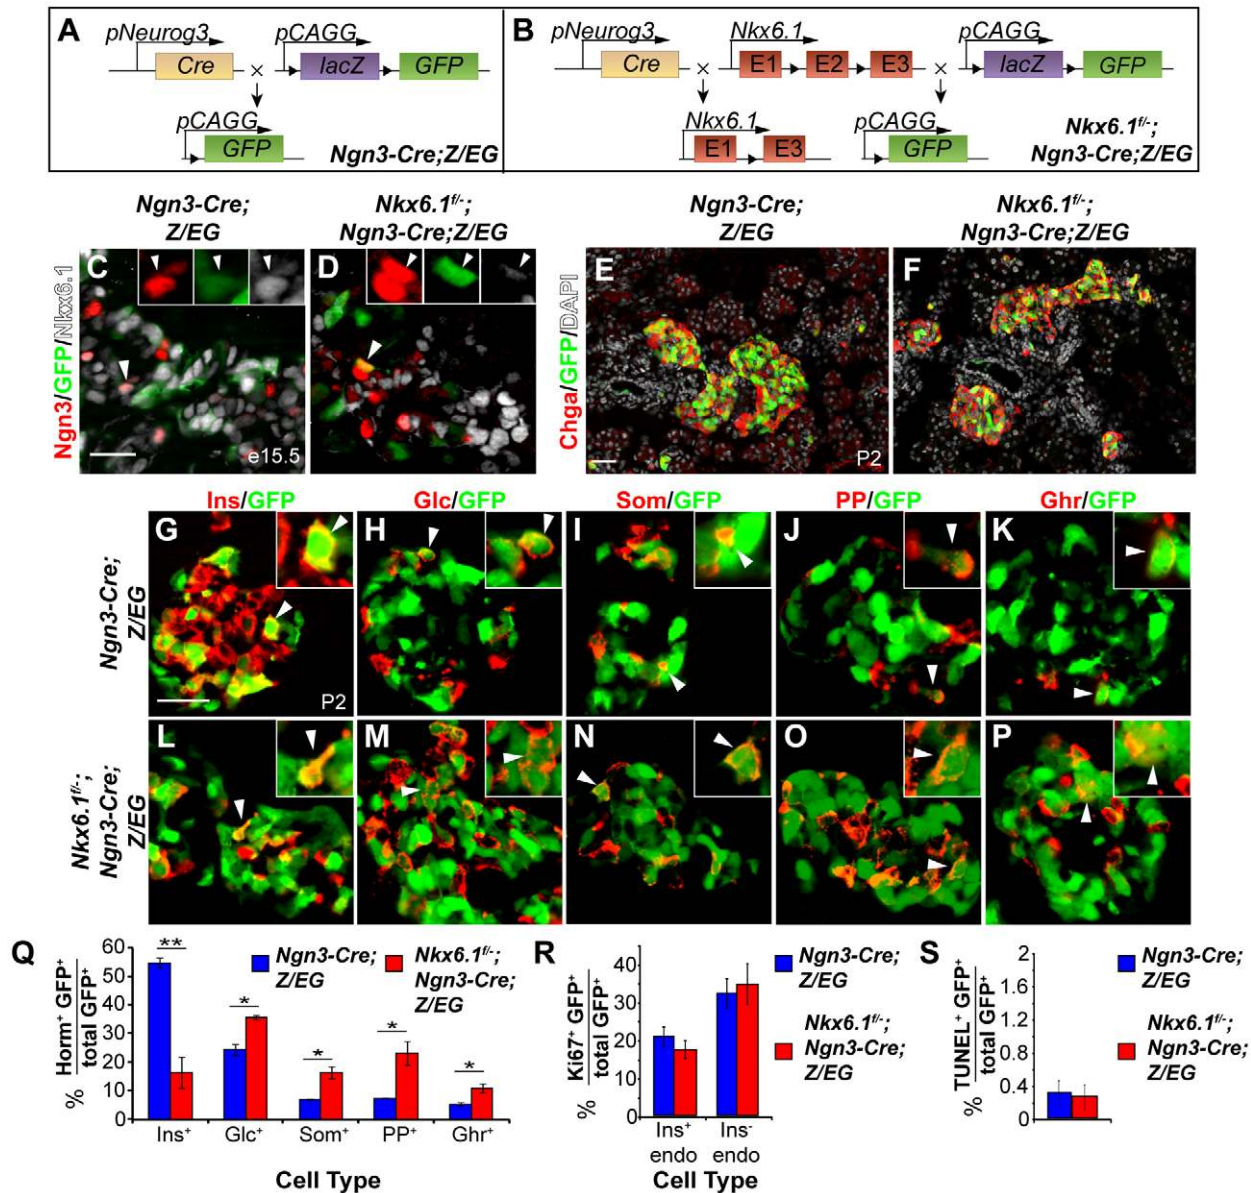 A
pNeurog3
pCAGG
Cre
×
lacZ
GFP
pCAGG
GFP
Ngn3-Cre;Z/EG
B
pNeurog3
Nkx6.1
pCAGG
Cre
×
E1
E2
E3
×
lacZ
GFP
Nkx6.1
E1
E3
pCAGG
GFP
Nkx6.1f/-;
Ngn3-Cre;Z/EG
Ngn3-Cre;
Z/EG
Nkx6.1f/-;
Ngn3-Cre;Z/EG
Ngn3-Cre;
Z/EG
Nkx6.1f/-;
Ngn3-Cre;Z/EG
Ngn3/GFP/Nkx6.1
C
e15.5
D
Chga/GFP/DAPI
E
P2
F
Ins/GFP
Glc/GFP
Som/GFP
PP/GFP
Ghr/GFP
Ngn3-Cre;
Z/EG
G
P2
H
I
J
K
Nkx6.1f/-;
Ngn3-Cre;
Z/EG
L
M
N
O
P
Q
% Horm+ GFP+
total GFP+
60
50
40
30
20
10
0
**
*
*
*
*
Ngn3-Cre;
Z/EG
Nkx6.1f/-;
Ngn3-Cre;
Z/EG
Ins+
Glc+
Som+
PP+
Ghr+
Cell Type
R
% Ki67+ GFP+
total GFP+
40
30
20
10
0
Ins+
endo
Ins-
endo
Cell Type
Ngn3-Cre;
Z/EG
Nkx6.1f/-;
Ngn3-Cre;
Z/EG
S
% TUNEL+ GFP+
total GFP+
2
1.6
1.2
0.8
0.4
0
Ngn3-Cre;
Z/EG
Nkx6.1f/-;
Ngn3-Cre;
Z/EG